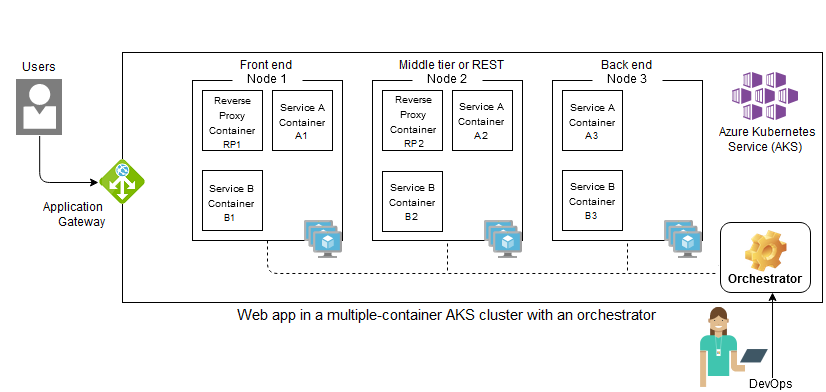 Users
Application
Gateway
Front end
Node 1
Reverse
Proxy
Container
RP1
Service A
Container
A1
Service B
Container
B1
Middle tier or REST
Node 2
Reverse
Proxy
Container
RP2
Service A
Container
A2
Service B
Container
B2
Back end
Node 3
Service A
Container
A3
Service B
Container
B3
Azure Kubernetes
Service (AKS)
Orchestrator
Web app in a multiple-container AKS cluster with an orchestrator
DevOps